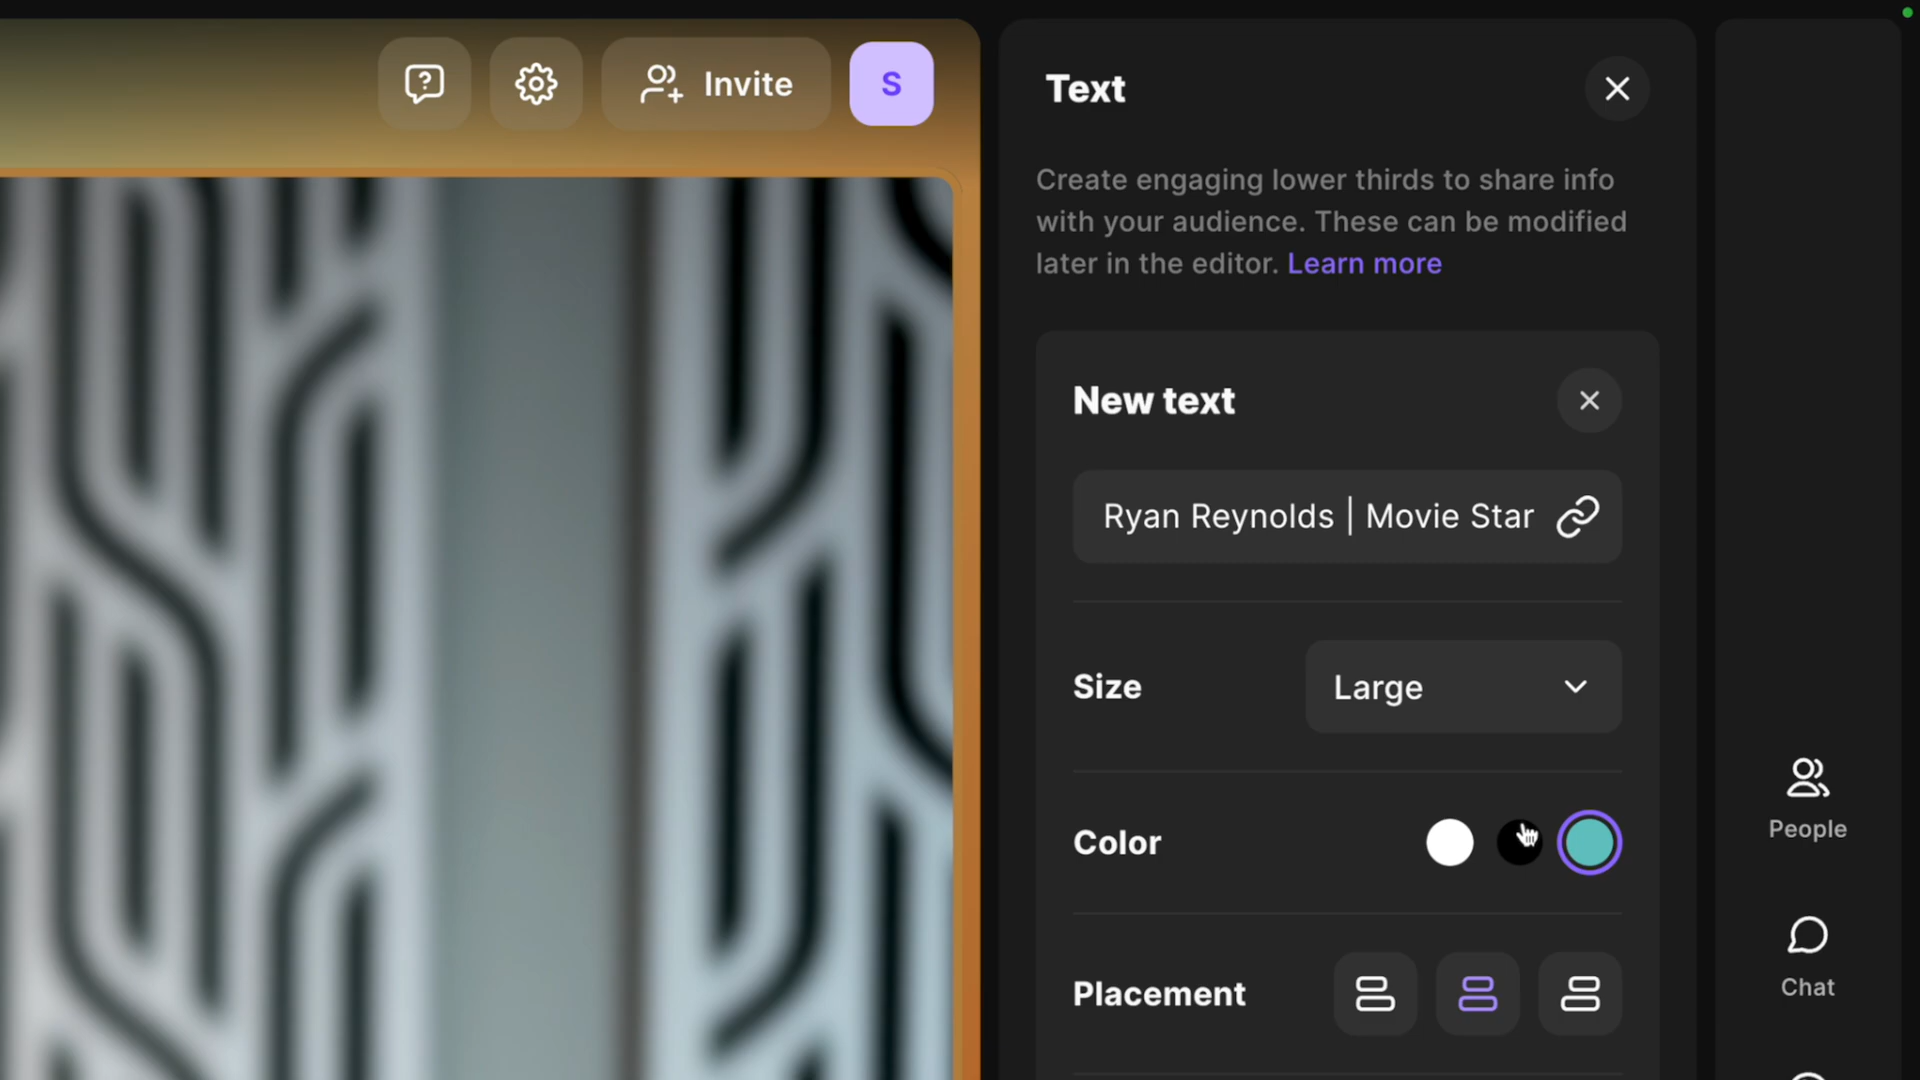 Invite
S
Text
Create engaging lower thirds to share info
with your audience. These can be modified
later in the editor. Learn more
New text
Ryan Reynolds | Movie Star
Size
Large
Color
Placement
People
Chat